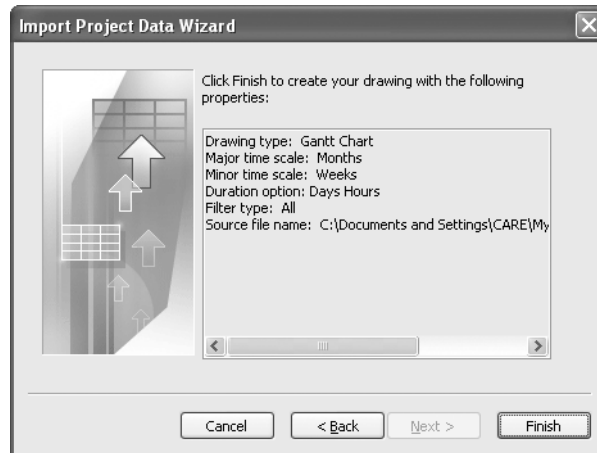 Import Project Data Wizard
Click Finish to create your drawing with the following
properties:
Drawing type: Gantt Chart
Major time scale: Months
Minor time scale: Weeks
Duration option: Days Hours
Filter type: All
Source file name: C:\Documents and Settings\CARE\My
Cancel
< Back
Next >
Finish